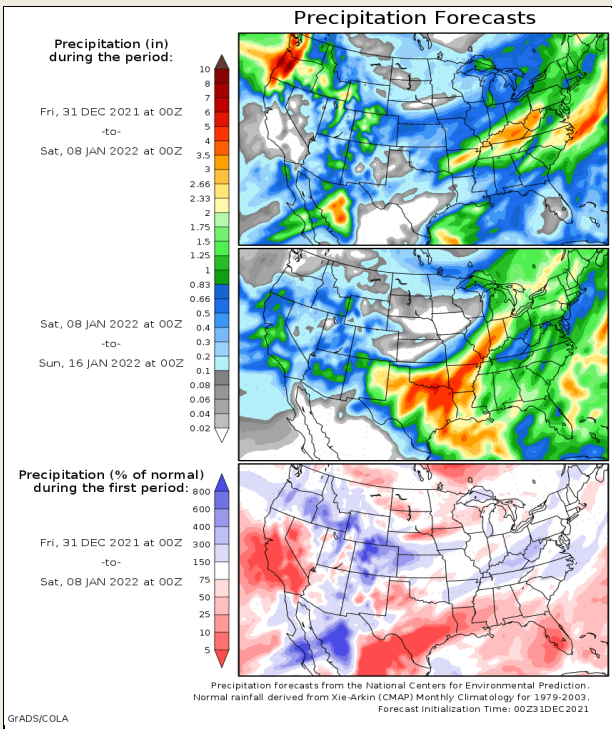 Precipitation Forecasts
Precipitation (in)
during the period:
Fri, 31 DEC 2021 at 00Z
-to-
Sat, 08 JAN 2022 at 00Z
10
8
7
6
5
4
3.5
3
2.66
2.33
2
1.75
1.5
1.25
1
0.83
0.66
0.5
0.4
0.3
0.2
0.1
0.08
0.06
0.04
0.02
Sat, 08 JAN 2022 at 00Z
-to-
Sun, 16 JAN 2022 at 00Z
Precipitation (% of normal)
during the first period:
Fri, 31 DEC 2021 at 00Z
-to-
Sat, 08 JAN 2022 at 00Z
800
600
400
300
150
75
50
25
10
5
Precipitation forecasts from the National Centers for Environmental Prediction.
Normal rainfall derived from Xie-Arkin (CMAP) Monthly Climatology for 1979-2003.
Forecast Initialization Time: 00Z31DEC2021
GrADS/COLA